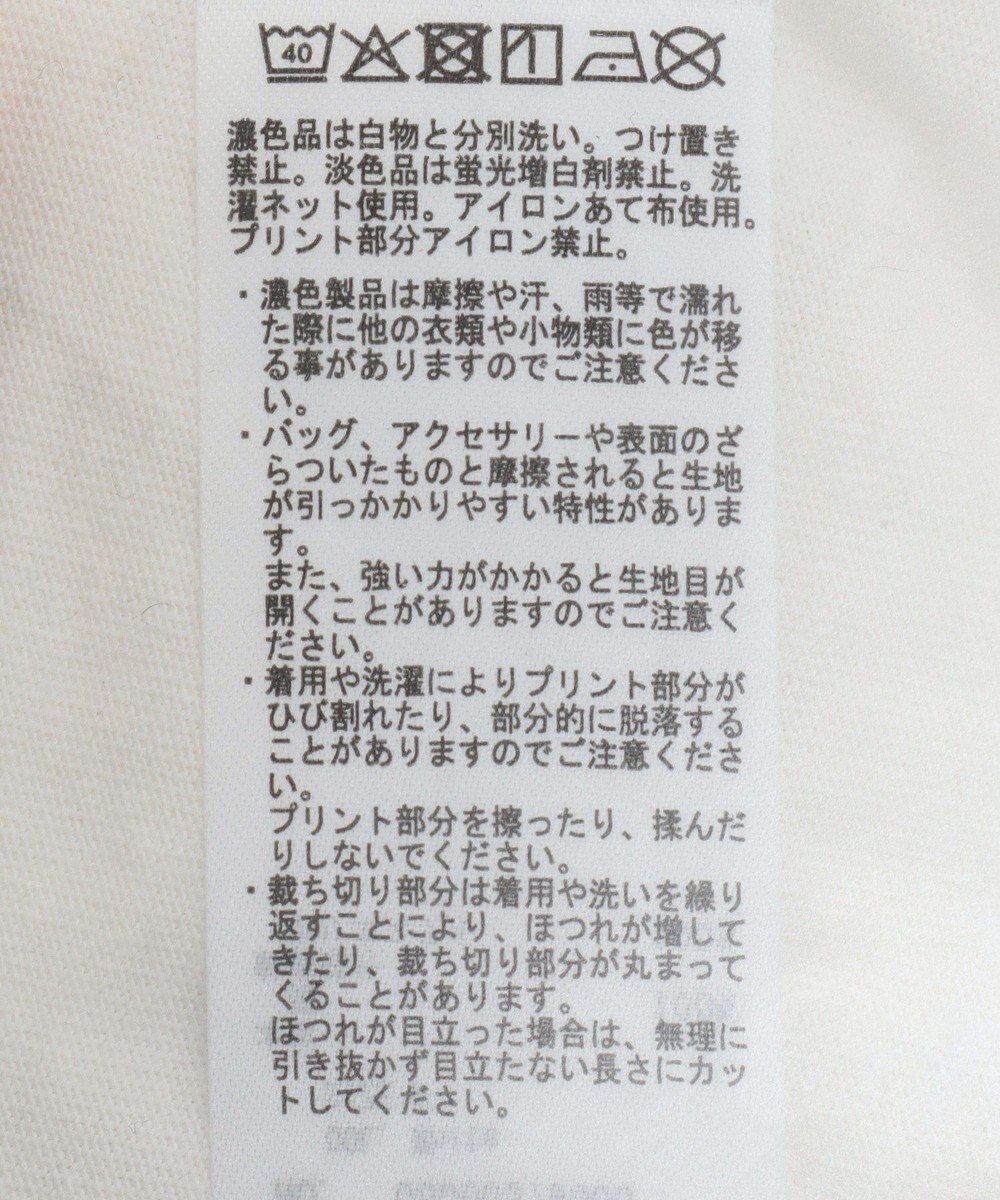 40
濃色品は白物と分別洗い。つけ置き
禁止。淡色品は蛍光増白剤禁止。洗
濯ネット使用。アイロンあて布使用。
プリント部分アイロン禁止。
・濃色製品は摩擦や汗、雨等で濡れ
た際に他の衣類や小物類に色が移
る事がありますのでご注意くださ
い。
・バッグ、アクセサリーや表面のざ
らついたものと摩擦されると生地
が引っかかりやすい特性がありま
す。
また、強い力がかかると生地目が
開くことがありますのでご注意く
ださい。
・着用や洗濯によりプリント部分が
ひび割れたり、部分的に脱落する
ことがありますのでご注意くださ
い。
プリント部分を擦ったり、揉んだ
りしないでください。
・裁ち切り部分は着用や洗いを繰り
返すことにより、ほつれが増して
きたり、裁ち切り部分が丸まって
くることがあります。
ほつれが目立った場合は、無理に
引き抜かず目立たない長さにカッ
トしてください。